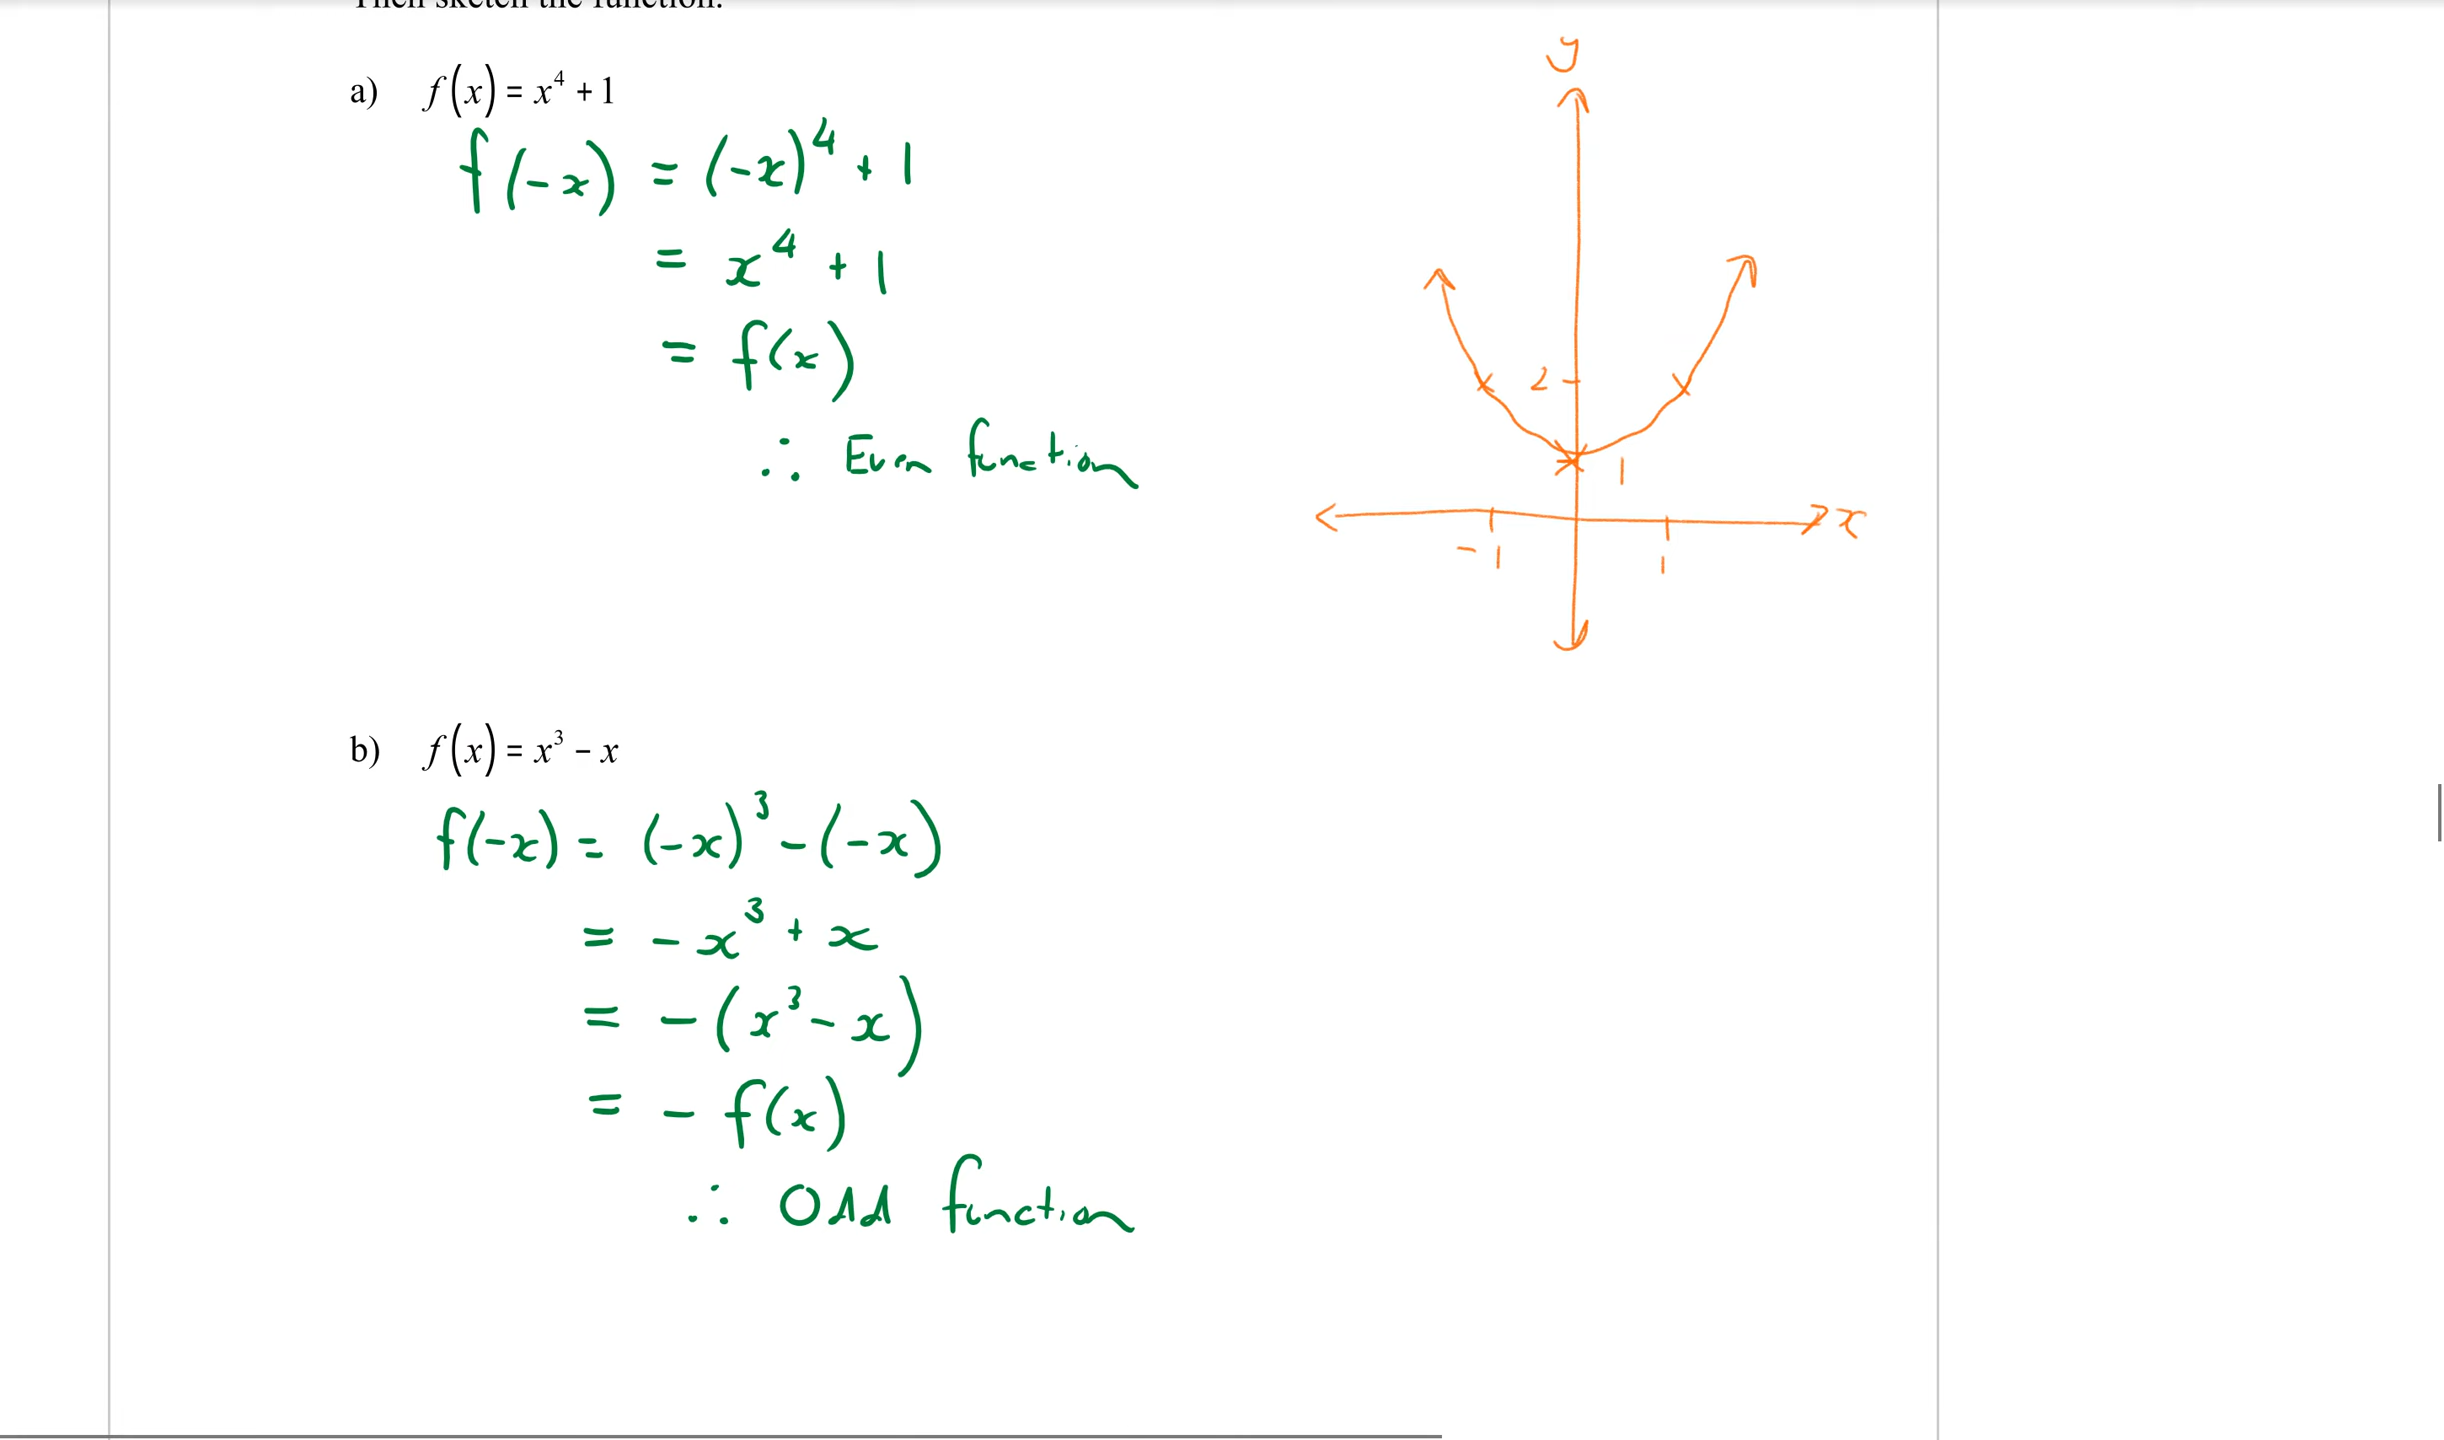 Then sketch the function.
a) f(x) = x⁴ + 1
f(-x) = (-x)⁴ + 1
= x⁴ + 1
= f(x)
∴ Even function
y
2
1
x
-1
1
b) f(x) = x³ − x
f(-x) = (-x)³ - (-x)
= - x³ + x
= - (x³ - x)
= - f(x)
∴ Odd function